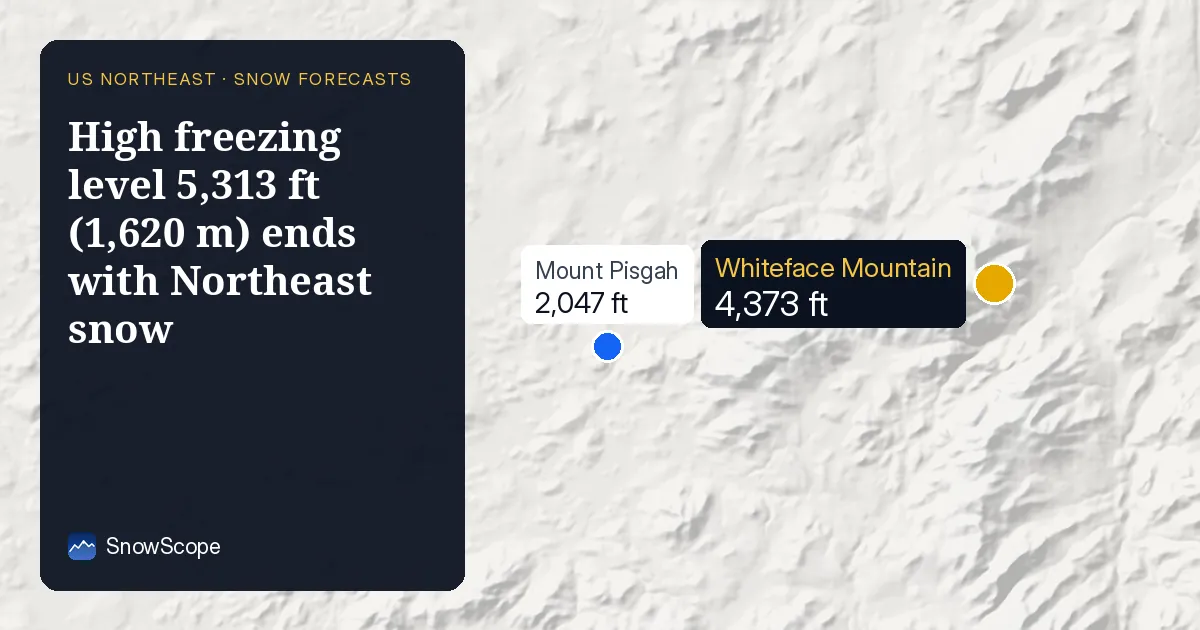 US NORTHEAST · SNOW FORECASTS
High freezing
level 5,313 ft
(1,620 m) ends
with Northeast
snow
Mount Pisgah
2,047 ft
Whiteface Mountain
4,373 ft
SnowScope